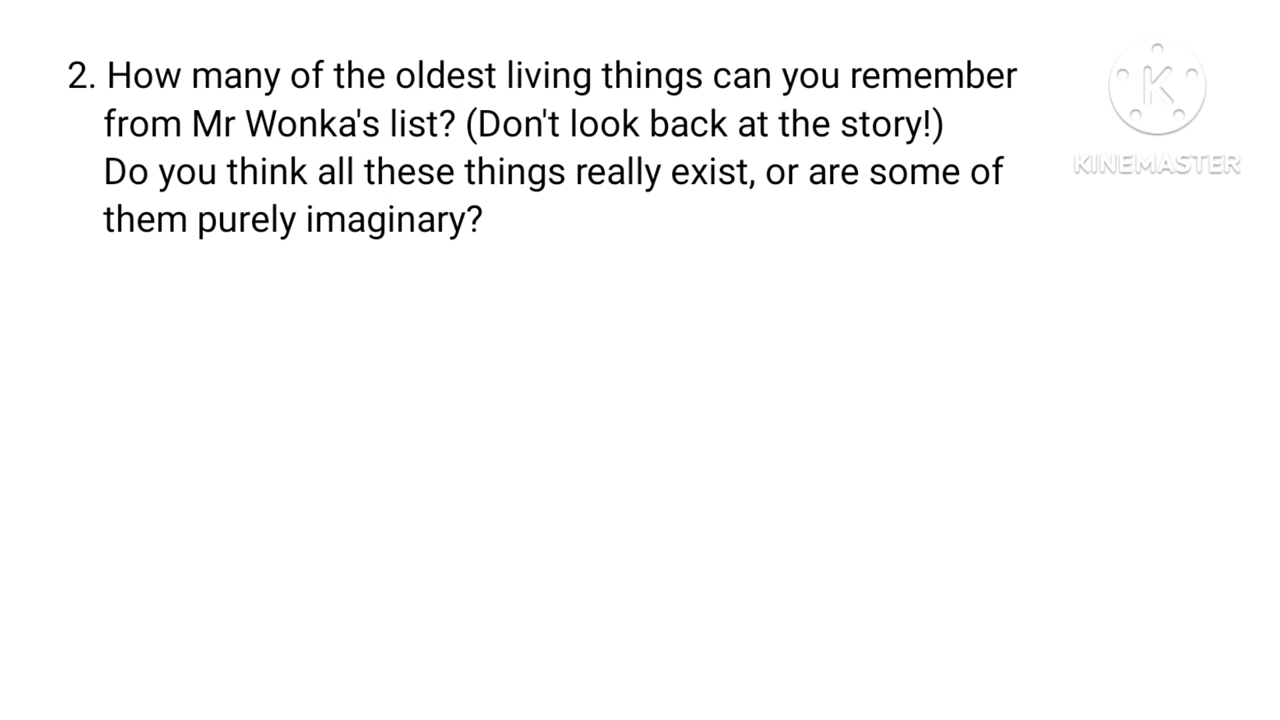 2. How many of the oldest living things can you remember
from Mr Wonka's list? (Don't look back at the story!)
Do you think all these things really exist, or are some of
them purely imaginary?
K
KINEMASTER